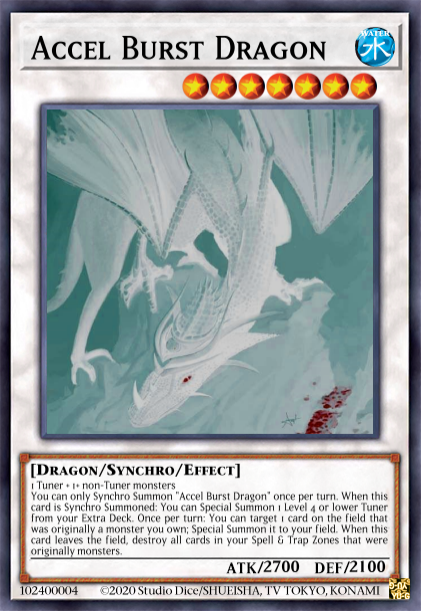 Accel Burst Dragon
WATER
水
[Dragon/Synchro/Effect]
1 Tuner + 1+ non-Tuner monsters
You can only Synchro Summon "Accel Burst Dragon" once per turn. When this
card is Synchro Summoned: You can Special Summon 1 Level 4 or lower Tuner
from your Extra Deck. Once per turn: You can target 1 card on the field that
was originally a monster you own; Special Summon it to your field. When this
card leaves the field, destroy all cards in your Spell & Trap Zones that were
originally monsters.
ATK/2700 DEF/2100
102400004 ©2020 Studio Dice/SHUEISHA, TV TOKYO, KONAMI